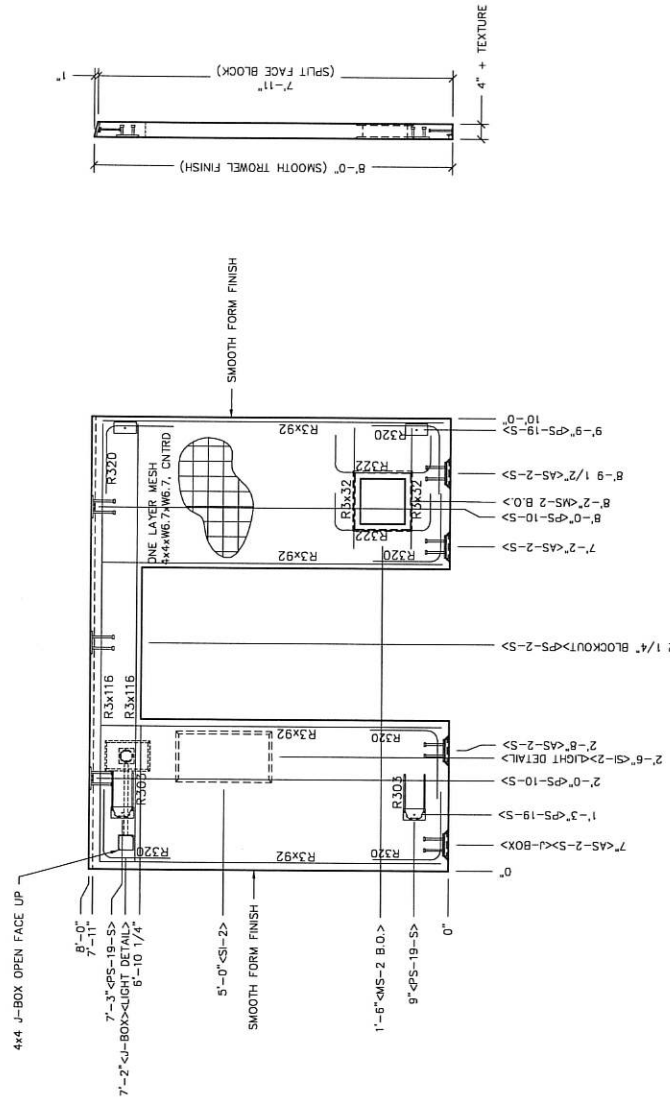 4x4 J-BOX OPEN FACE UP
8'-0"
7'-11"
7'-3"<PS-19-S>
7'-2"<J-BOX><LIGHT DETAIL>
6'-10 1/4"
5'-0"<SI-2>
SMOOTH FORM FINISH
1'-6"<MS-2 B.O.>
9"<PS-19-S>
0"
R320
R303
R3x116
R3x116
R320
ONE LAYER MESH
4x4xW6.7xW6.7, CNTRD
R3x92
R3x92
R3x92
R3x92
R320
R303
R320
R320
R322
R3x32
R3x32
R322
R320
SMOOTH FORM FINISH
0"
7"<AS-2-S><J-BOX>
1'-3"<PS-19-S>
2'-0"<PS-10-S>
2'-6"<SI-2><LIGHT DETAIL>
2'-8"<AS-2-S>
2 1/4" BLOCKOUT><PS-2-S>
7'-2"<AS-2-S>
8'-0"<PS-10-S>
8'-2"<MS-2 B.O.>
8'-9 1/2"<AS-2-S>
9'-9"<PS-19-S>
10'-0"
8'-0" (SMOOTH TROWEL FINISH)
7'-11"
(SPLIT FACE BLOCK)
1"
4" + TEXTURE